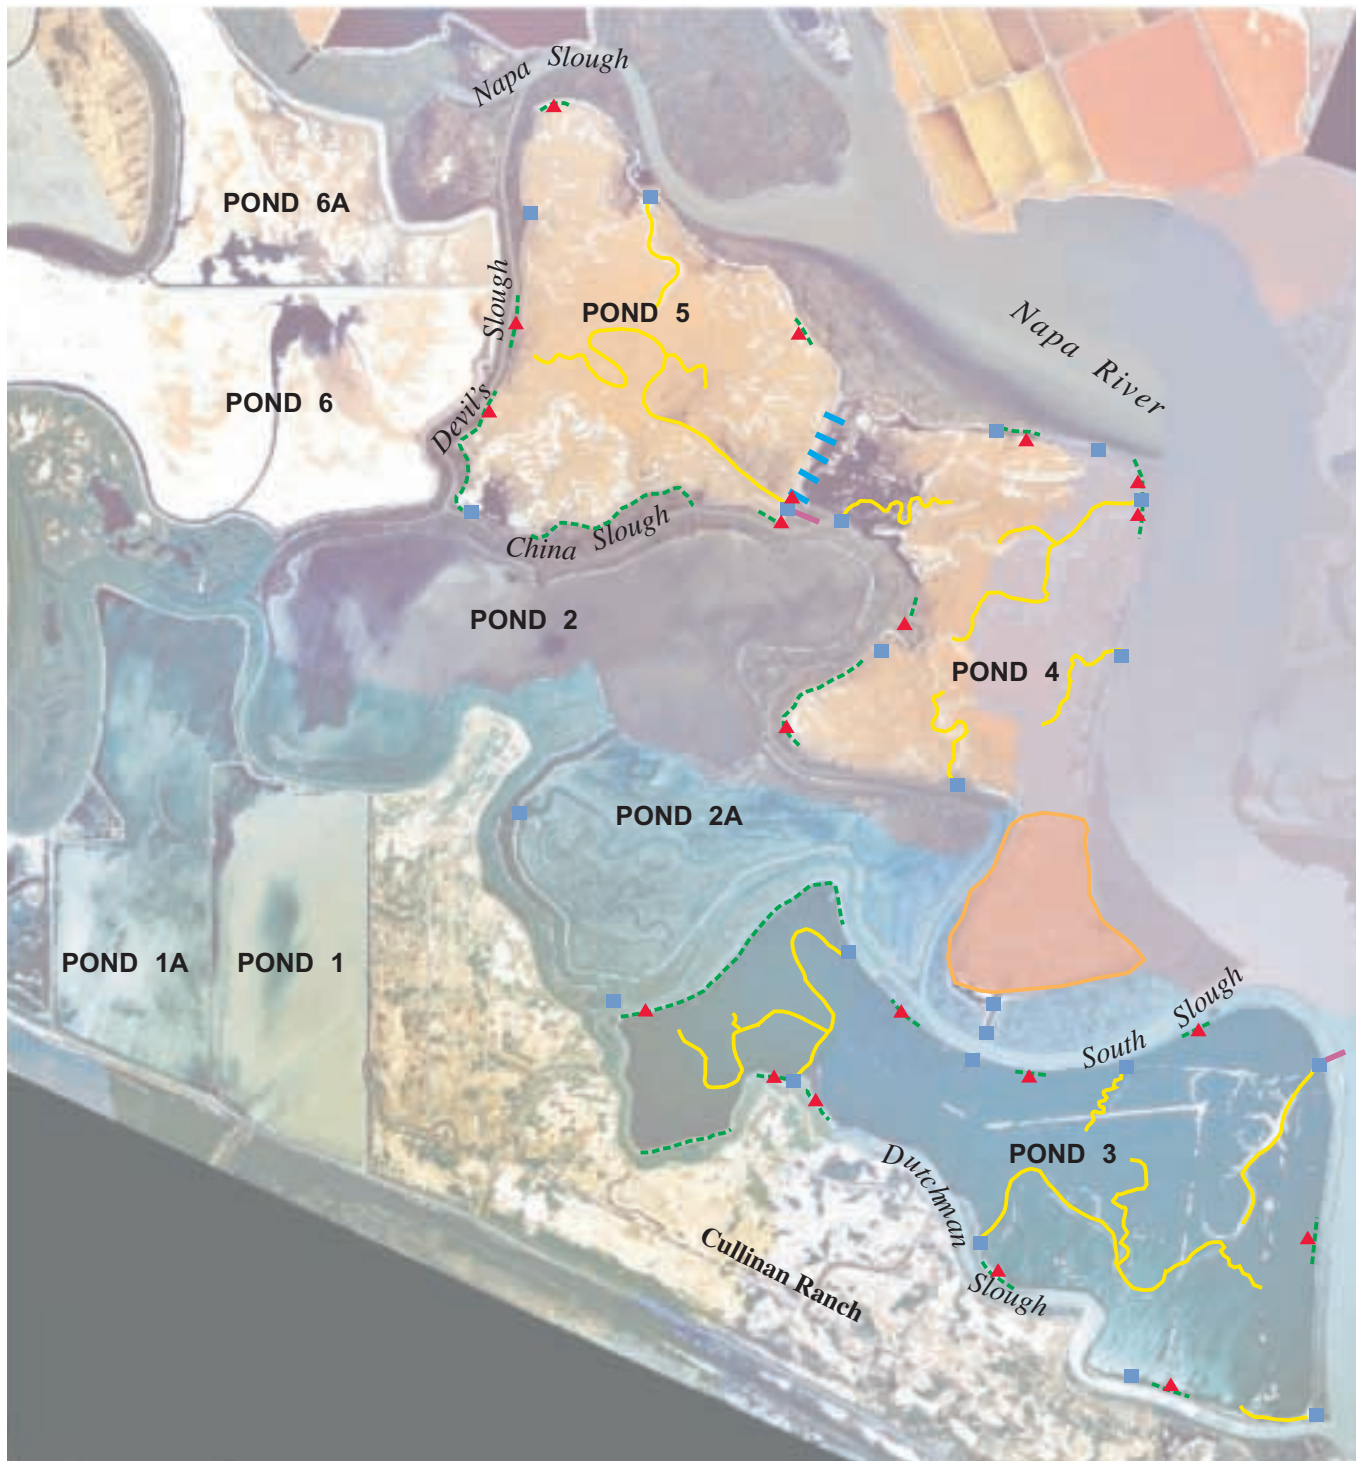 Napa Slough
POND 6A
Devil's Slough
POND 5
Napa River
POND 6
China Slough
POND 2
POND 4
POND 2A
POND 1A
POND 1
South Slough
POND 3
Dutchman Slough
Cullinan Ranch